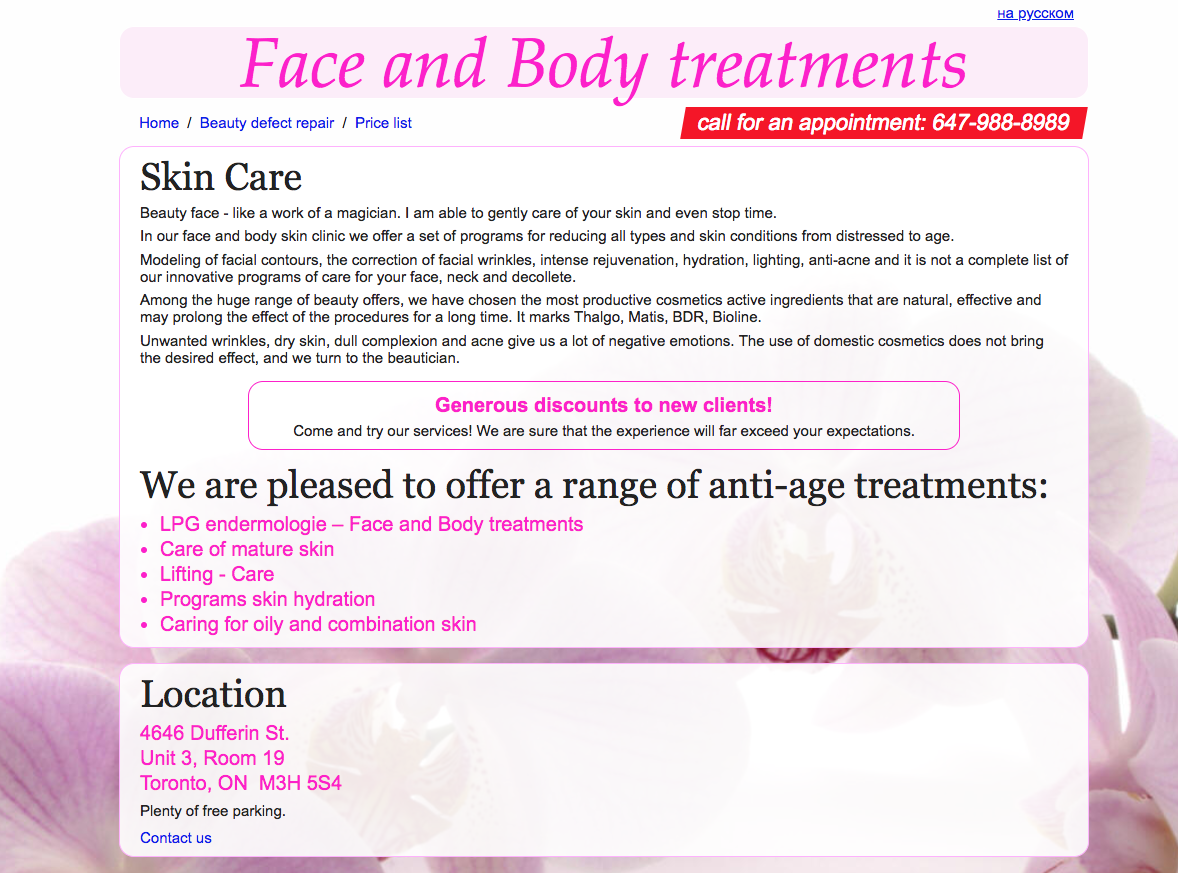 на русском
Face and Body treatments
Home / Beauty defect repair / Price list
call for an appointment: 647-988-8989
Skin Care
Beauty face - like a work of a magician. I am able to gently care of your skin and even stop time.
In our face and body skin clinic we offer a set of programs for reducing all types and skin conditions from distressed to age.
Modeling of facial contours, the correction of facial wrinkles, intense rejuvenation, hydration, lighting, anti-acne and it is not a complete list of
our innovative programs of care for your face, neck and decollete.
Among the huge range of beauty offers, we have chosen the most productive cosmetics active ingredients that are natural, effective and
may prolong the effect of the procedures for a long time. It marks Thalgo, Matis, BDR, Bioline.
Unwanted wrinkles, dry skin, dull complexion and acne give us a lot of negative emotions. The use of domestic cosmetics does not bring
the desired effect, and we turn to the beautician.
Generous discounts to new clients!
Come and try our services! We are sure that the experience will far exceed your expectations.
We are pleased to offer a range of anti-age treatments:
• LPG endermologie – Face and Body treatments
• Care of mature skin
• Lifting - Care
• Programs skin hydration
• Caring for oily and combination skin
Location
4646 Dufferin St.
Unit 3, Room 19
Toronto, ON  M3H 5S4
Plenty of free parking.
Contact us